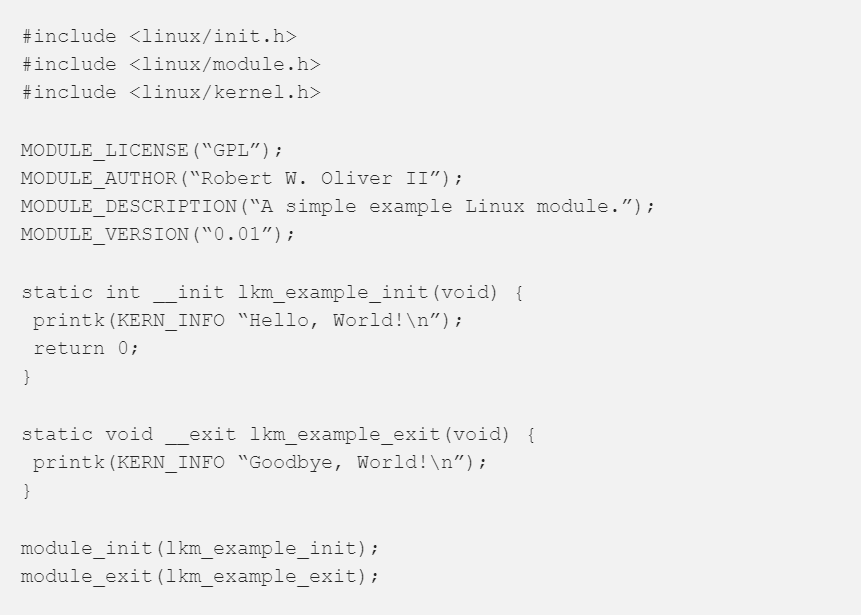 #include <linux/init.h>
#include <linux/module.h>
#include <linux/kernel.h>
MODULE_LICENSE(“GPL”);
MODULE_AUTHOR(“Robert W. Oliver II”);
MODULE_DESCRIPTION(“A simple example Linux module.”);
MODULE_VERSION(“0.01”);
static int __init lkm_example_init(void) {
 printk(KERN_INFO “Hello, World!\n”);
 return 0;
}
static void __exit lkm_example_exit(void) {
 printk(KERN_INFO “Goodbye, World!\n”);
}
module_init(lkm_example_init);
module_exit(lkm_example_exit);